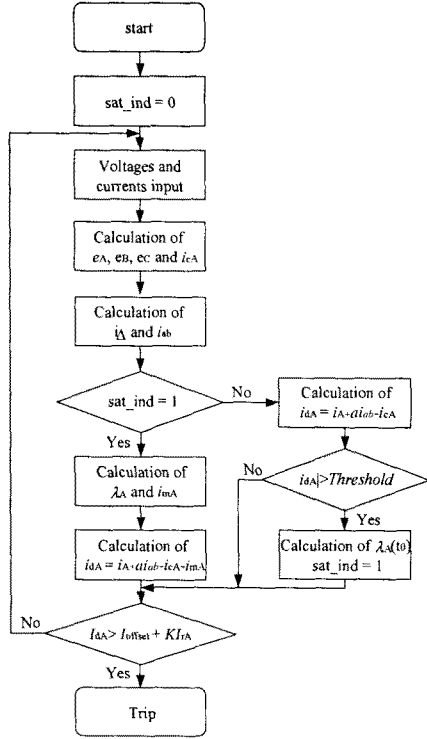 start
sat_ind = 0
Voltages and
currents input
Calculation of
eA, eB, eC and icA
Calculation of
iΔ and iab
sat_ind = 1
No
Calculation of
idA = iA+aiab-icA
Yes
Calculation of
λA and imA
No
idA|>Threshold
Yes
Calculation of
idA = iA+aiab-icA-imA
Calculation of λA(t0)
sat_ind = 1
No
IdA > Ioffset + KIrA
Yes
Trip